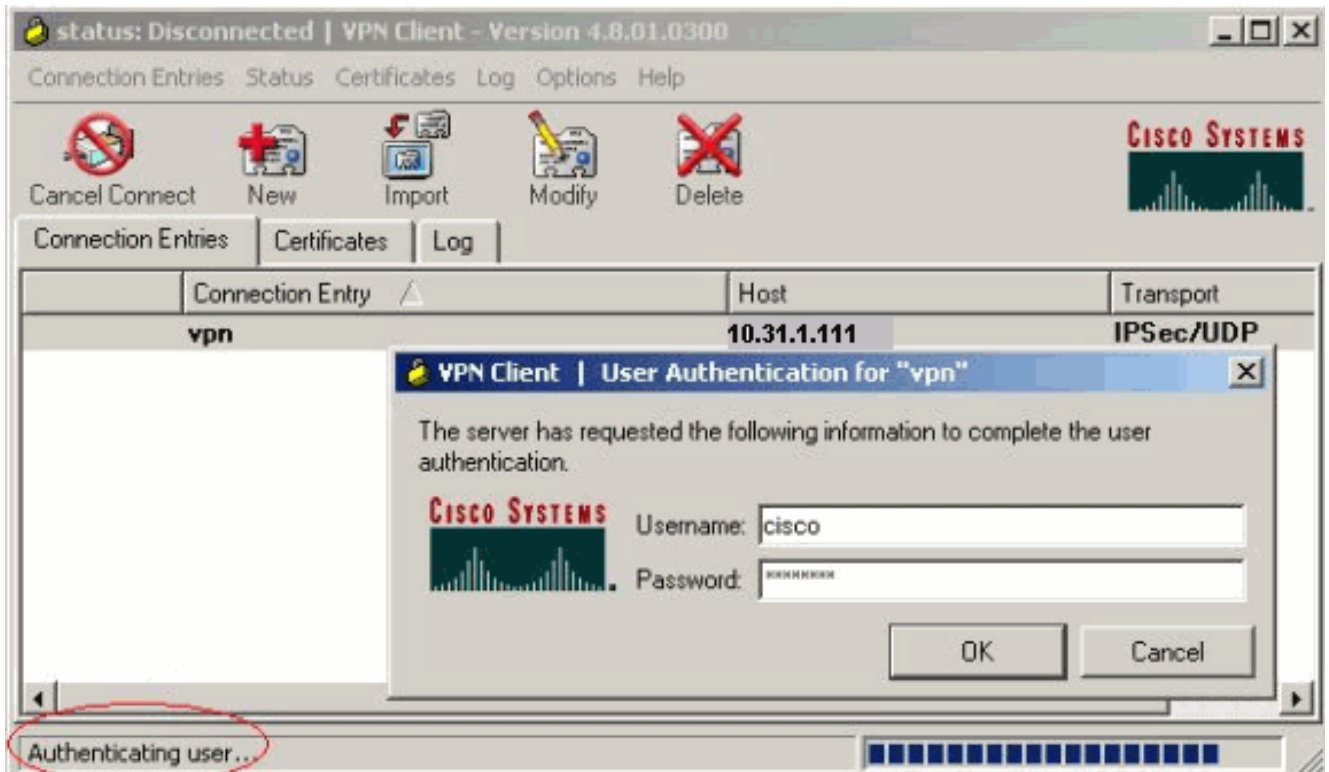 status: Disconnected | VPN Client - Version 4.8.01.0300
Connection Entries Status Certificates Log Options Help
Cancel Connect New Import Modify Delete
CISCO SYSTEMS
Connection Entries Certificates Log
Connection Entry Host Transport
vpn 10.31.1.111 IPSec/UDP
VPN Client | User Authentication for "vpn"
The server has requested the following information to complete the user
authentication.
CISCO SYSTEMS
Username: cisco
Password: ********
OK Cancel
Authenticating user...